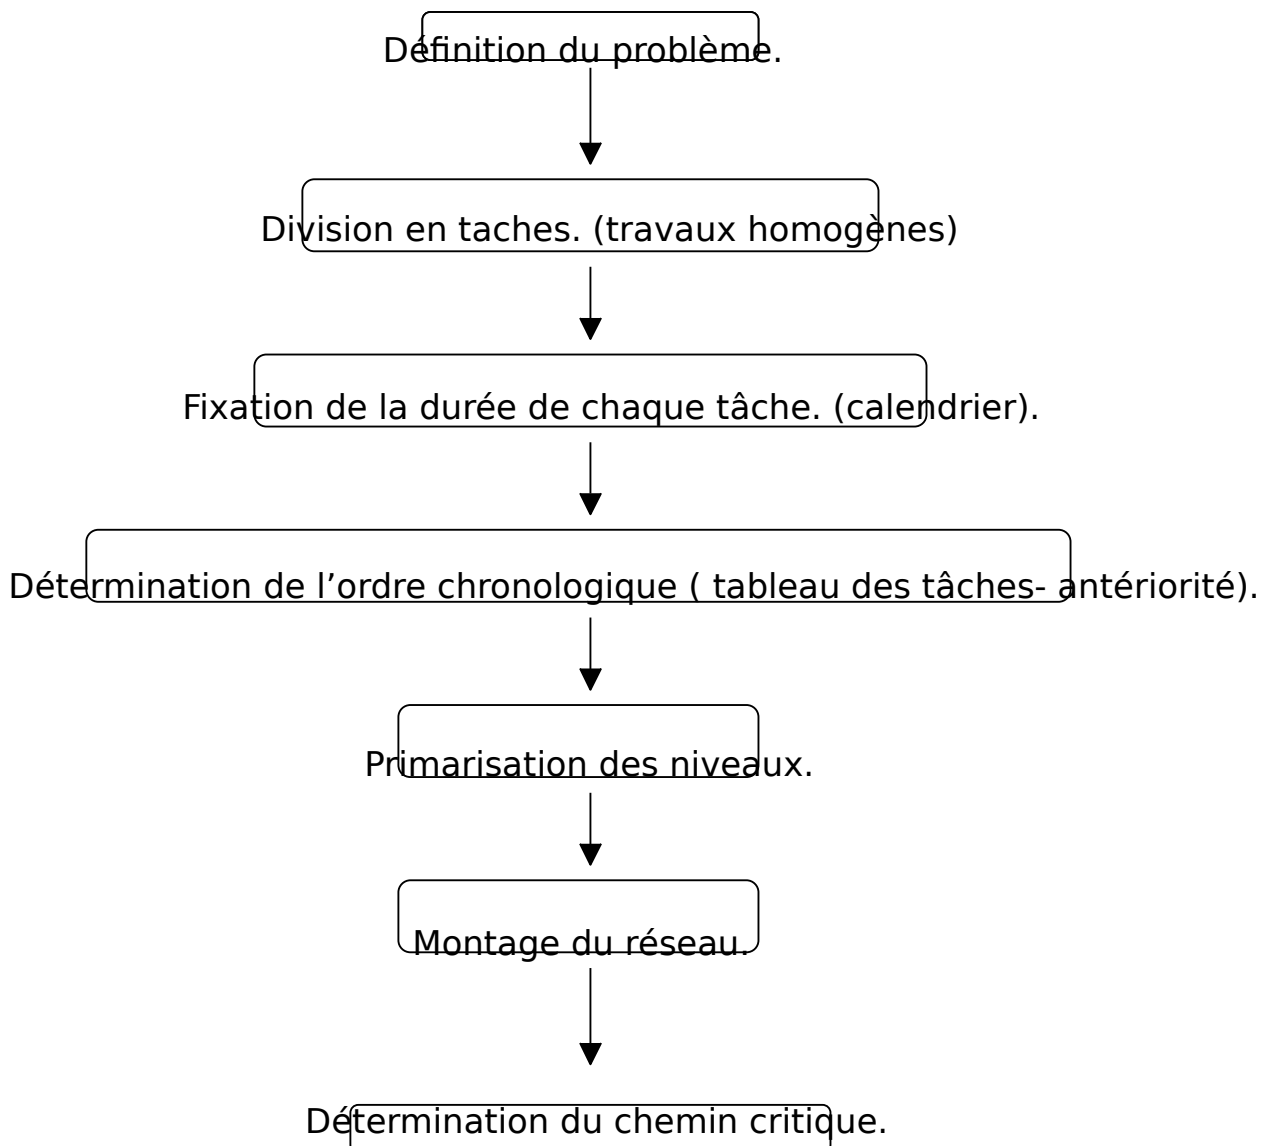 Définition du problème.
Division en taches. (travaux homogènes)
Fixation de la durée de chaque tâche. (calendrier).
Détermination de l’ordre chronologique ( tableau des tâches- antériorité).
Primarisation des niveaux.
Montage du réseau.
Détermination du chemin critique.